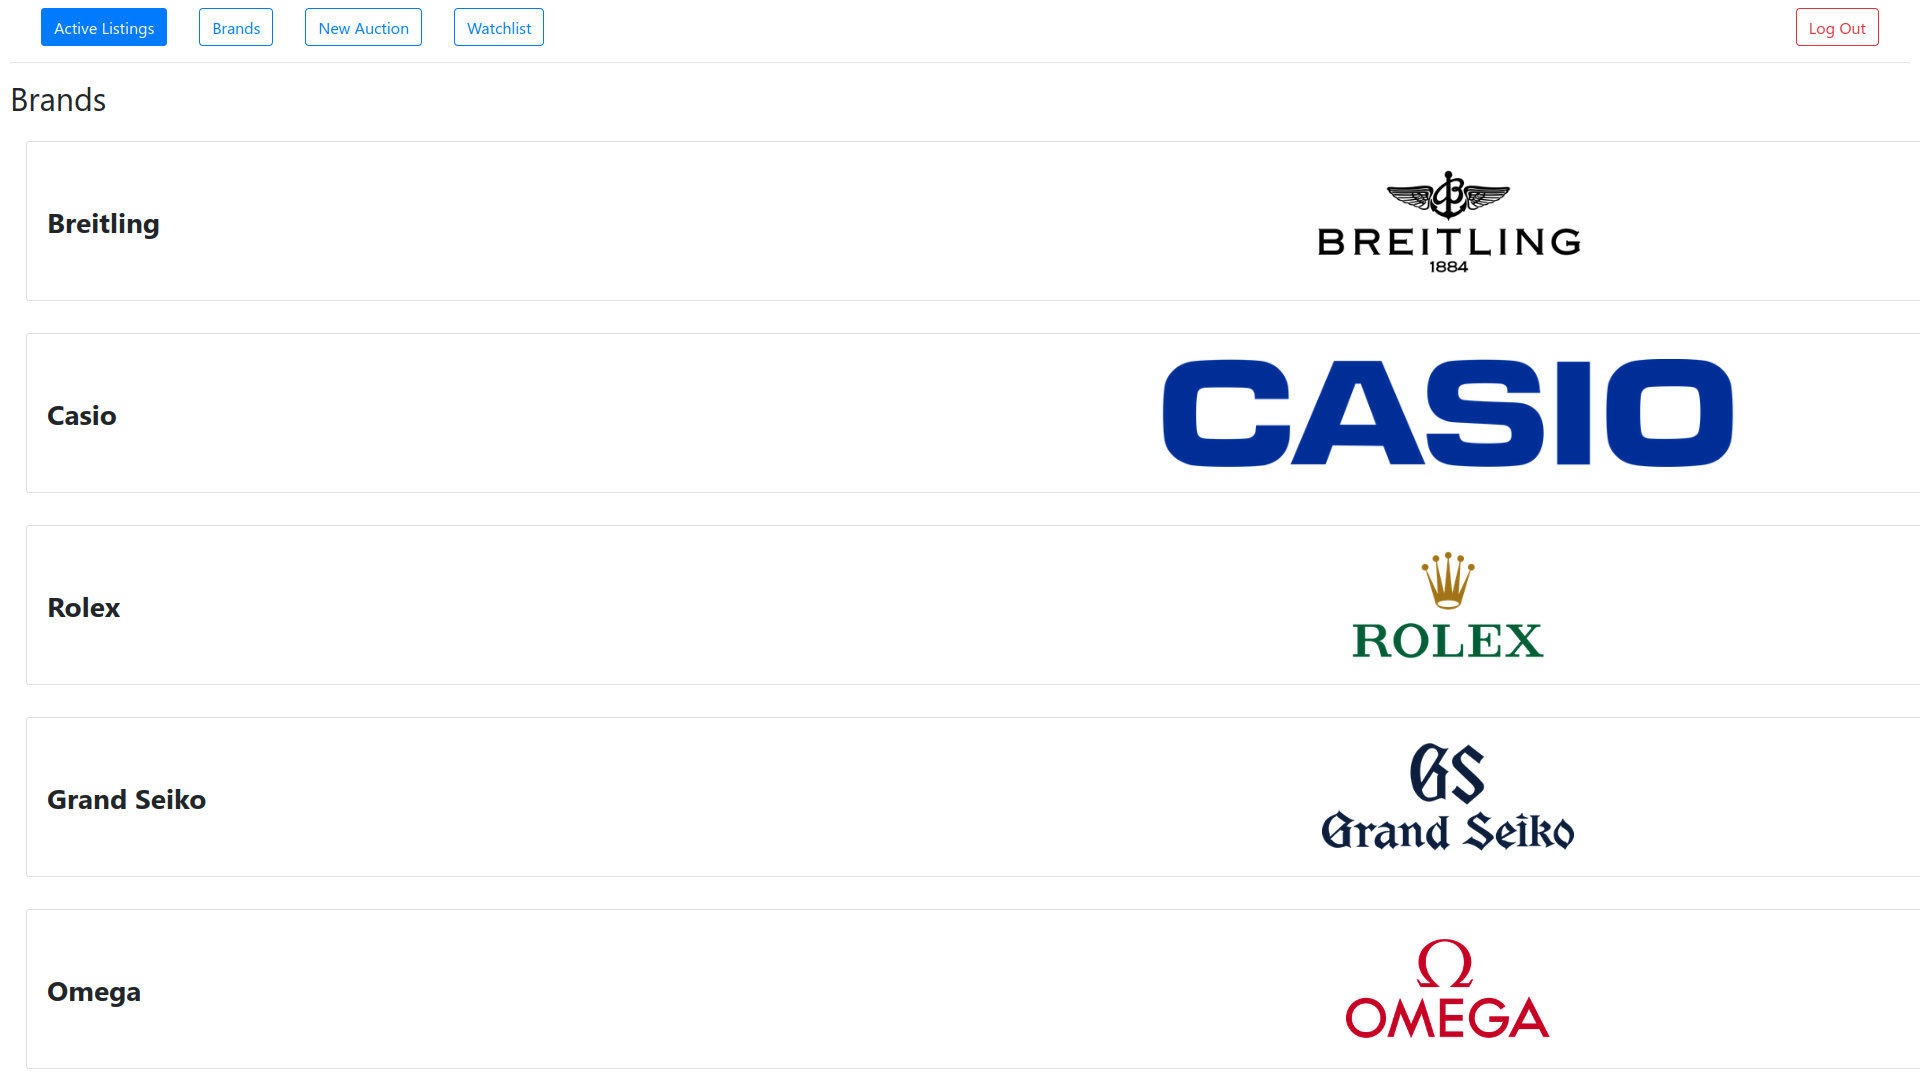 Active Listings Brands New Auction Watchlist Log Out
Brands
Breitling
BREITLING
1884
Casio
CASIO
Rolex
ROLEX
Grand Seiko
GS
Grand Seiko
Omega
Ω
OMEGA